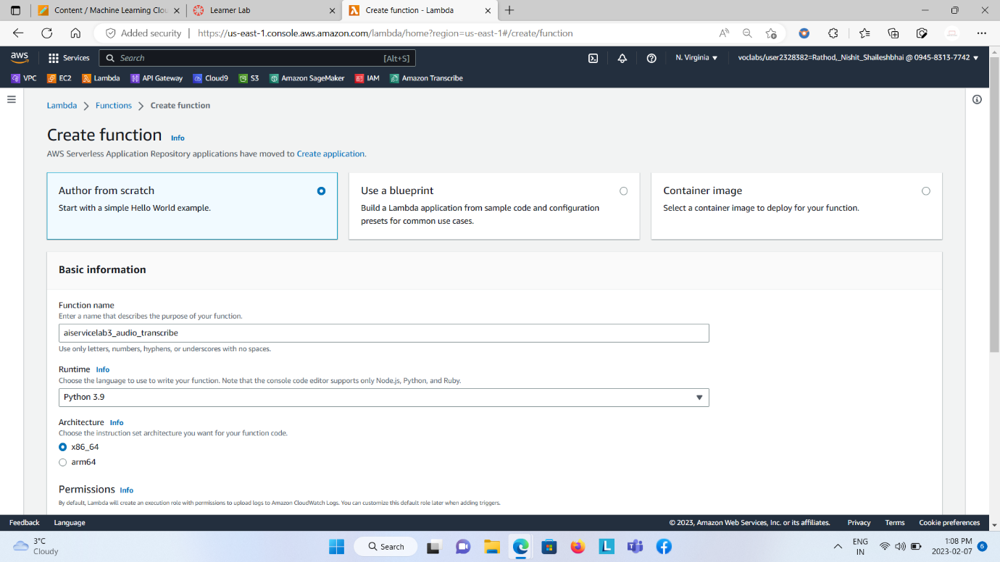 Content / Machine Learning Clou
Learner Lab
Create function - Lambda
Added security
https://us-east-1.console.aws.amazon.com/lambda/home?region=us-east-1#/create/function
aws
Services
Search
[Alt+S]
N. Virginia
voclabs/user2328382=Rathod,_Nishit_Shaileshbhai @ 0945-8313-7742
VPC
EC2
Lambda
API Gateway
Cloud9
S3
Amazon SageMaker
IAM
Amazon Transcribe
Lambda
Functions
Create function
Create function
Info
AWS Serverless Application Repository applications have moved to Create application.
Author from scratch
Start with a simple Hello World example.
Use a blueprint
Build a Lambda application from sample code and configuration
presets for common use cases.
Container image
Select a container image to deploy for your function.
Basic information
Function name
Enter a name that describes the purpose of your function.
aiservicelab3_audio_transcribe
Use only letters, numbers, hyphens, or underscores with no spaces.
Runtime Info
Choose the language to use to write your function. Note that the console code editor supports only Node.js, Python, and Ruby.
Python 3.9
Architecture Info
Choose the instruction set architecture you want for your function code.
x86_64
arm64
Permissions Info
By default, Lambda will create an execution role with permissions to upload logs to Amazon CloudWatch Logs. You can customize this default role later when adding triggers.
Feedback
Language
© 2023, Amazon Web Services, Inc. or its affiliates.
Privacy
Terms
Cookie preferences
3°C
Cloudy
Search
ENG
IN
1:08 PM
2023-02-07
6